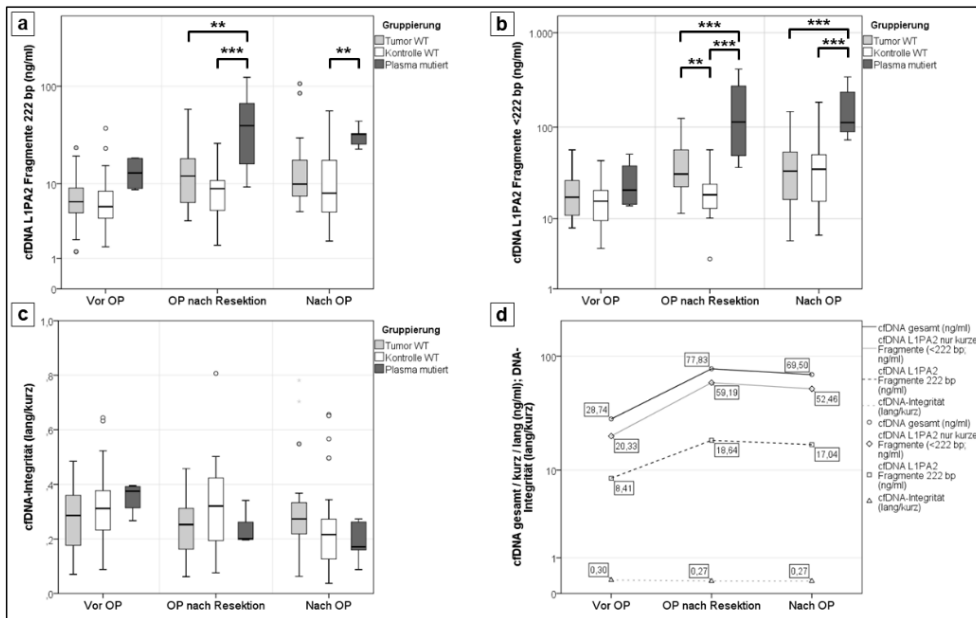 a
cfDNA L1PA2 Fragmente 222 bp (ng/ml)
100
10
1
0
**
***
**
Vor OP
OP nach Resektion
Nach OP
Gruppierung
Tumor WT
Kontrolle WT
Plasma mutiert
b
cfDNA L1PA2 Fragmente <222 bp (ng/ml)
1.000
100
10
1
***
***
**
***
***
Vor OP
OP nach Resektion
Nach OP
Gruppierung
Tumor WT
Kontrolle WT
Plasma mutiert
c
cfDNA-Integrität (lang/kurz)
1,0
,8
,6
,4
,2
,0
Vor OP
OP nach Resektion
Nach OP
Gruppierung
Tumor WT
Kontrolle WT
Plasma mutiert
d
cfDNA gesamt / kurz / lang (ng/ml); DNA-
Integrität (lang/kurz)
100
10
1
0
28,74
77,83
69,50
20,33
59,19
52,46
8,41
18,64
17,04
0,30
0,27
0,27
Vor OP
OP nach Resektion
Nach OP
cfDNA gesamt (ng/ml)
cfDNA L1PA2 nur kurze
Fragmente (<222 bp;
ng/ml)
cfDNA L1PA2
Fragmente 222 bp
(ng/ml)
cfDNA-Integrität
(lang/kurz)
cfDNA gesamt (ng/ml)
cfDNA L1PA2 nur kurze
Fragmente (<222 bp;
ng/ml)
cfDNA L1PA2
Fragmente 222 bp
(ng/ml)
cfDNA-Integrität
(lang/kurz)